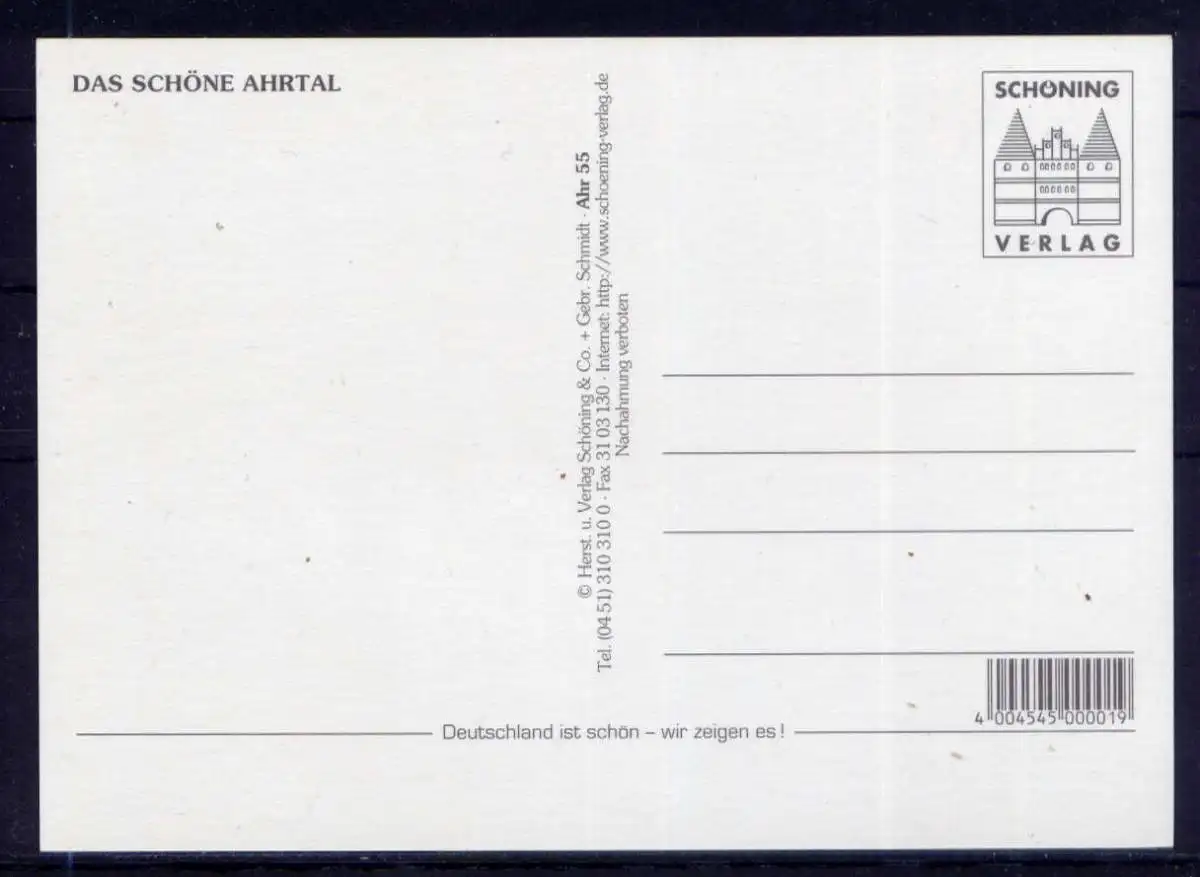 DAS SCHÖNE AHRTAL
© Herst. u. Verlag Schöning & Co. + Gebr. Schmidt · Ahr 55
Tel. (04 51) 310 310 0 · Fax 31 03 130 · Internet: http://www.schoening-verlag.de
Nachahmung verboten
SCHÖNING
VERLAG
4 004545 000019
Deutschland ist schön – wir zeigen es!